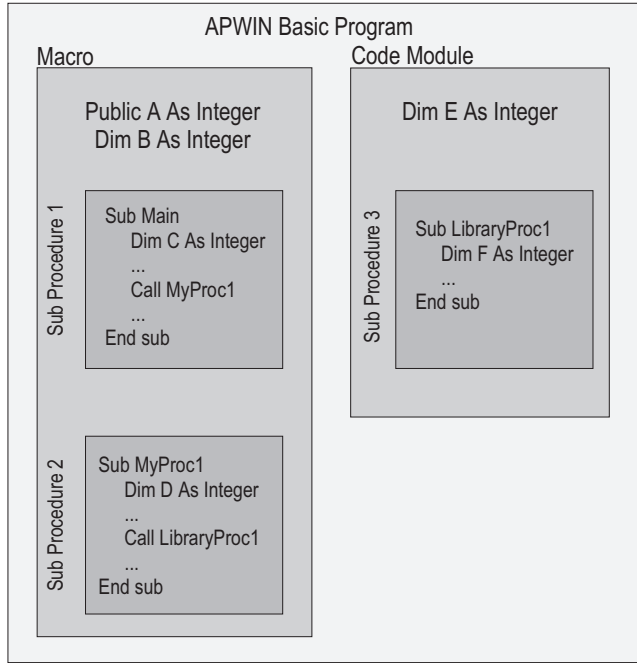 APWIN Basic Program
Macro
Public A As Integer
Dim B As Integer
Sub Procedure 1
Sub Main
Dim C As Integer
...
Call MyProc1
...
End sub
Sub Procedure 2
Sub MyProc1
Dim D As Integer
...
Call LibraryProc1
...
End sub
Code Module
Dim E As Integer
Sub Procedure 3
Sub LibraryProc1
Dim F As Integer
...
End sub